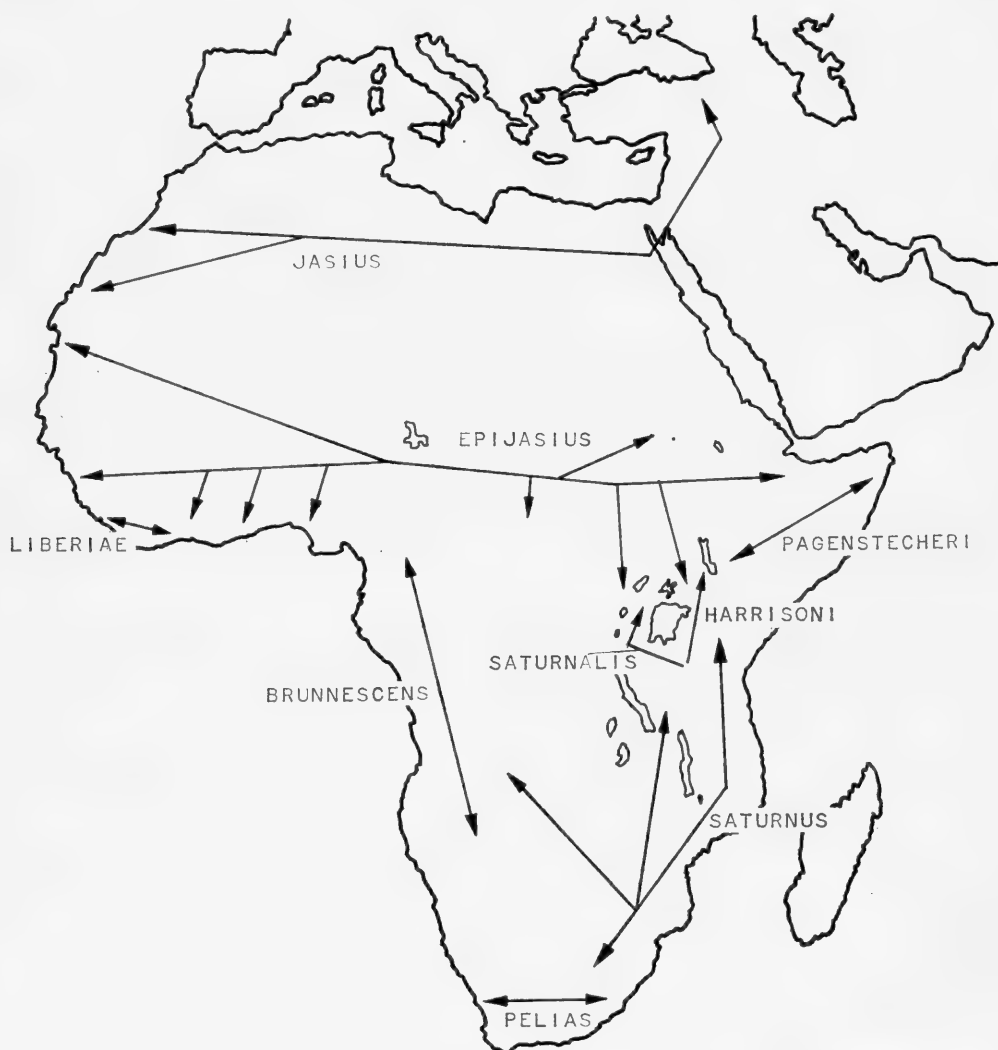 JASIUS
EPIJASIUS
LIBERIAE
PAGENSTECHERI
HARRISONI
SATURNALIS
BRUNNESCENS
SATURNUS
PELIAS